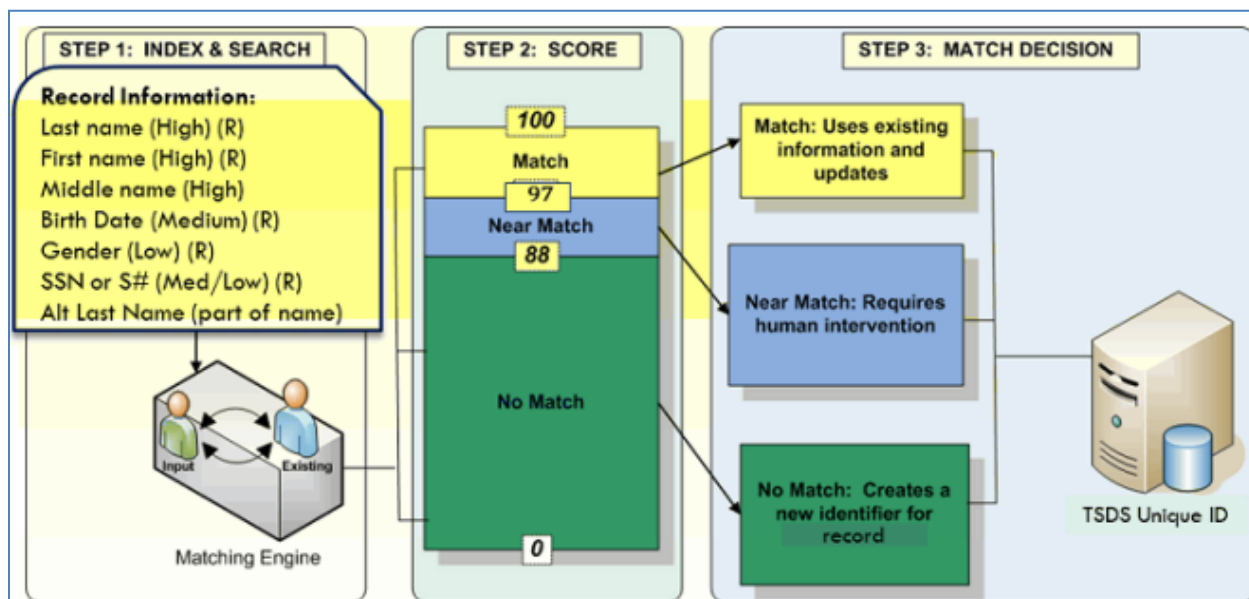 STEP 1: INDEX & SEARCH
Record Information:
Last name (High) (R)
First name (High) (R)
Middle name (High)
Birth Date (Medium) (R)
Gender (Low) (R)
SSN or S# (Med/Low) (R)
Alt Last Name (part of name)
Input
Existing
Matching Engine
STEP 2: SCORE
100
Match
97
Near Match
88
No Match
0
STEP 3: MATCH DECISION
Match: Uses existing
information and
updates
Near Match: Requires
human intervention
No Match: Creates a
new identifier for
record
TSDS Unique ID